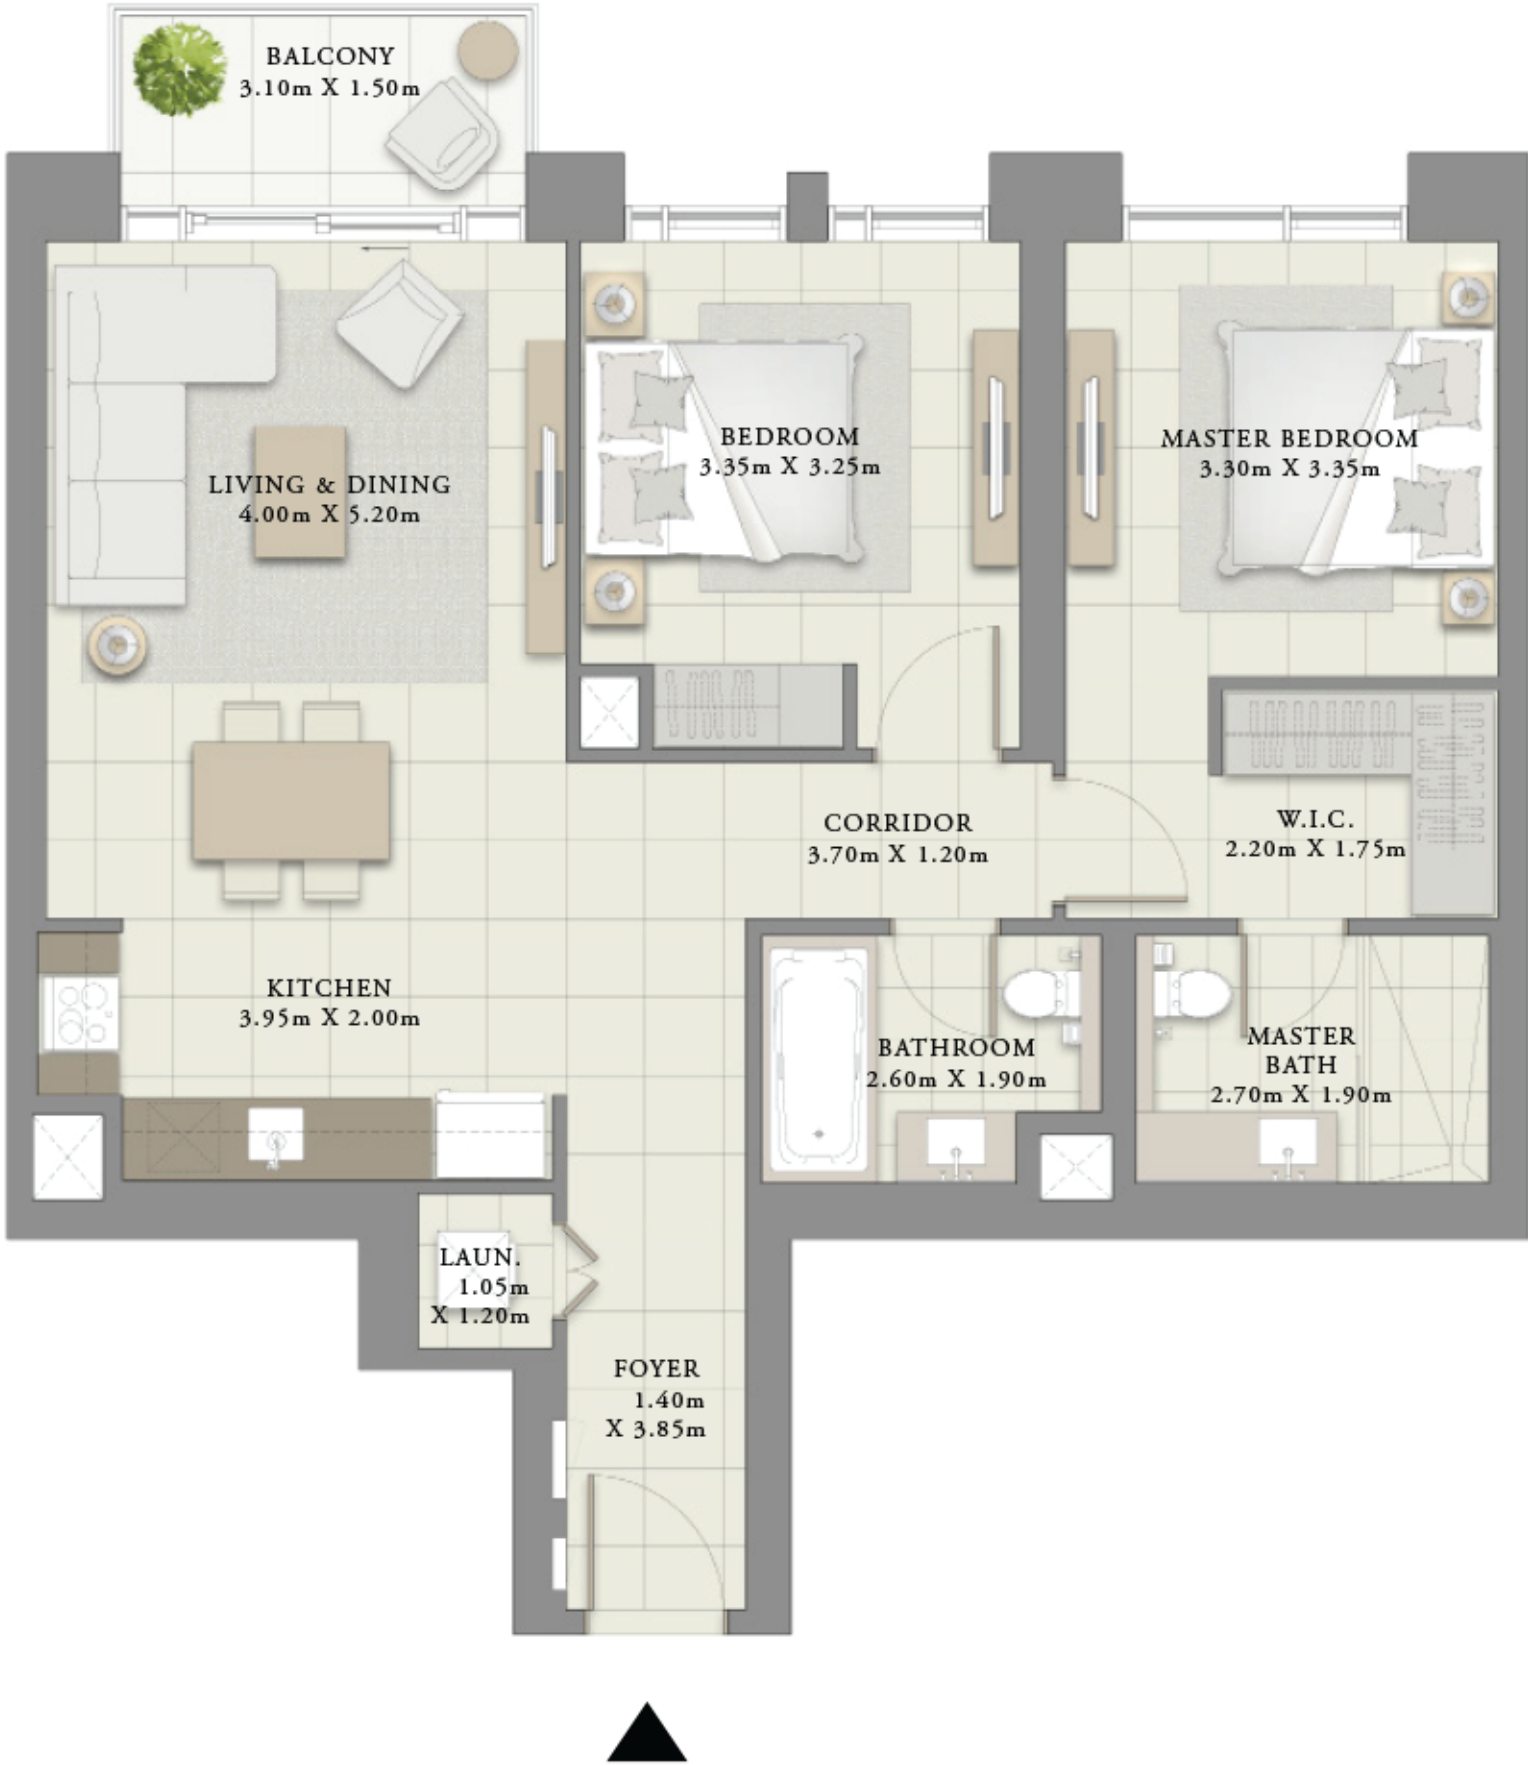 BALCONY
3.10m X 1.50m
LIVING & DINING
4.00m X 5.20m
BEDROOM
3.35m X 3.25m
MASTER BEDROOM
3.30m X 3.35m
CORRIDOR
3.70m X 1.20m
W.I.C.
2.20m X 1.75m
KITCHEN
3.95m X 2.00m
BATHROOM
2.60m X 1.90m
MASTER
BATH
2.70m X 1.90m
LAUN.
1.05m
X 1.20m
FOYER
1.40m
X 3.85m